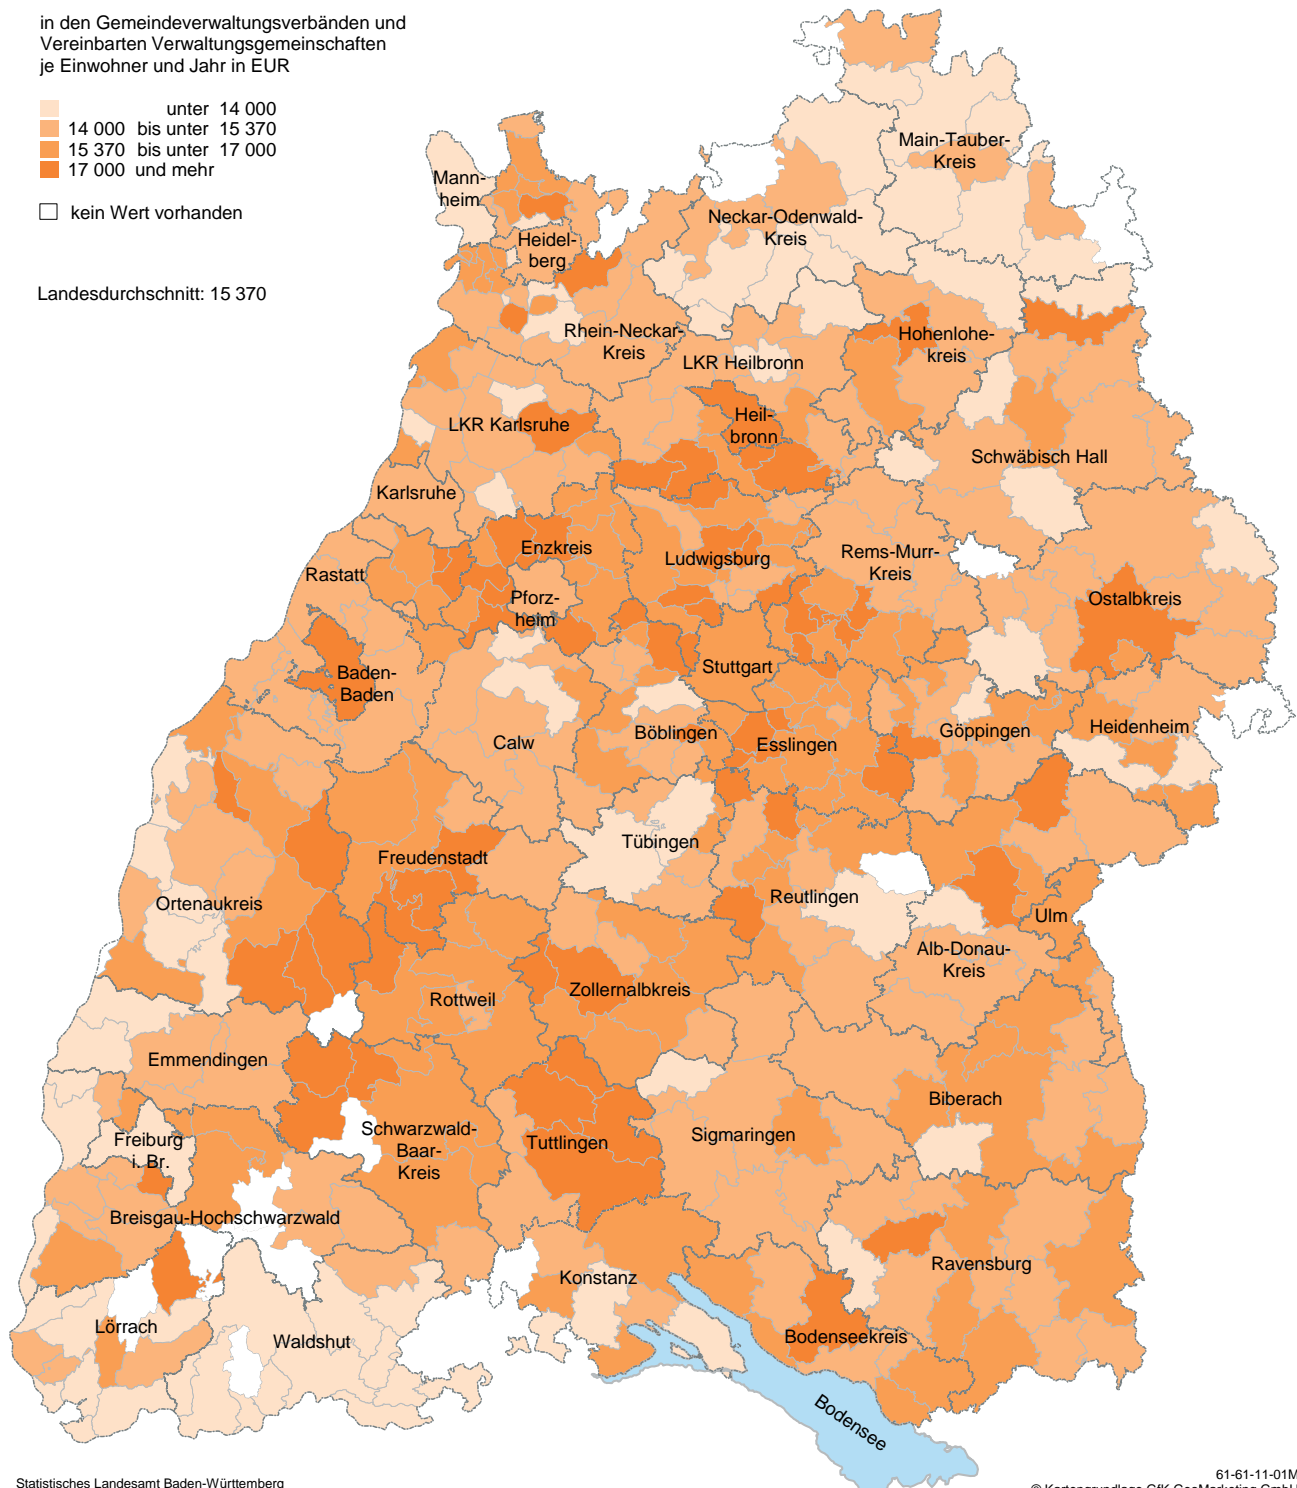 in den Gemeindeverwaltungsverbänden und
Vereinbarten Verwaltungsgemeinschaften
je Einwohner und Jahr in EUR
unter 14 000
14 000 bis unter 15 370
15 370 bis unter 17 000
17 000 und mehr
kein Wert vorhanden
Landesdurchschnitt: 15 370
Main-Tauber-
Kreis
Mann-
heim
Neckar-Odenwald-
Kreis
Heidel-
berg
Rhein-Neckar-
Kreis
Hohenlohe-
kreis
LKR Heilbronn
Heil-
bronn
LKR Karlsruhe
Schwäbisch Hall
Karlsruhe
Enzkreis
Ludwigsburg
Rems-Murr-
Kreis
Rastatt
Pforz-
heim
Ostalbkreis
Baden-
Baden
Stuttgart
Calw
Böblingen
Esslingen
Göppingen
Heidenheim
Tübingen
Freudenstadt
Ortenaukreis
Reutlingen
Ulm
Alb-Donau-
Kreis
Rottweil
Zollernalbkreis
Emmendingen
Biberach
Freiburg
i. Br.
Schwarzwald-
Baar-
Kreis
Tuttlingen
Sigmaringen
Breisgau-Hochschwarzwald
Konstanz
Ravensburg
Lörrach
Waldshut
Bodenseekreis
Bodensee
Statistisches Landesamt Baden-Württemberg
61-61-11-01M
© Kartengrundlage GfK GeoMarketing GmbH